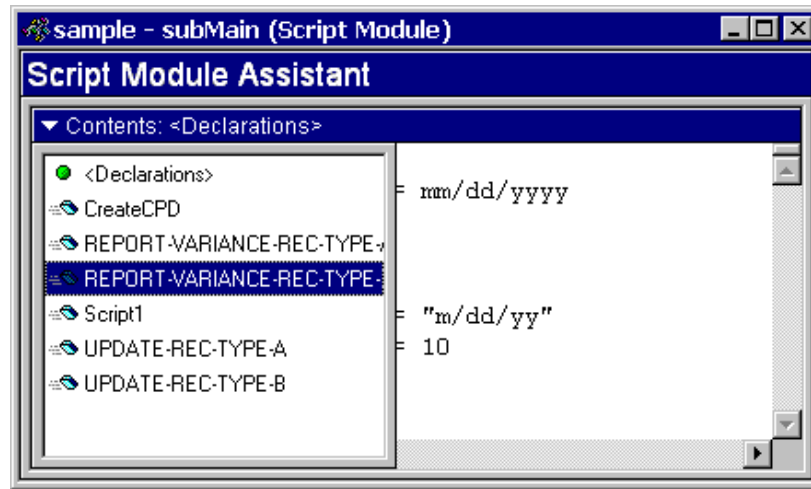 sample - subMain (Script Module)
Script Module Assistant
Contents: <Declarations>
<Declarations>
= mm/dd/yyyy
CreateCPD
REPORT-VARIANCE-REC-TYPE-
REPORT-VARIANCE-REC-TYPE-
Script1
= "m/dd/yy"
UPDATE-REC-TYPE-A
= 10
UPDATE-REC-TYPE-B